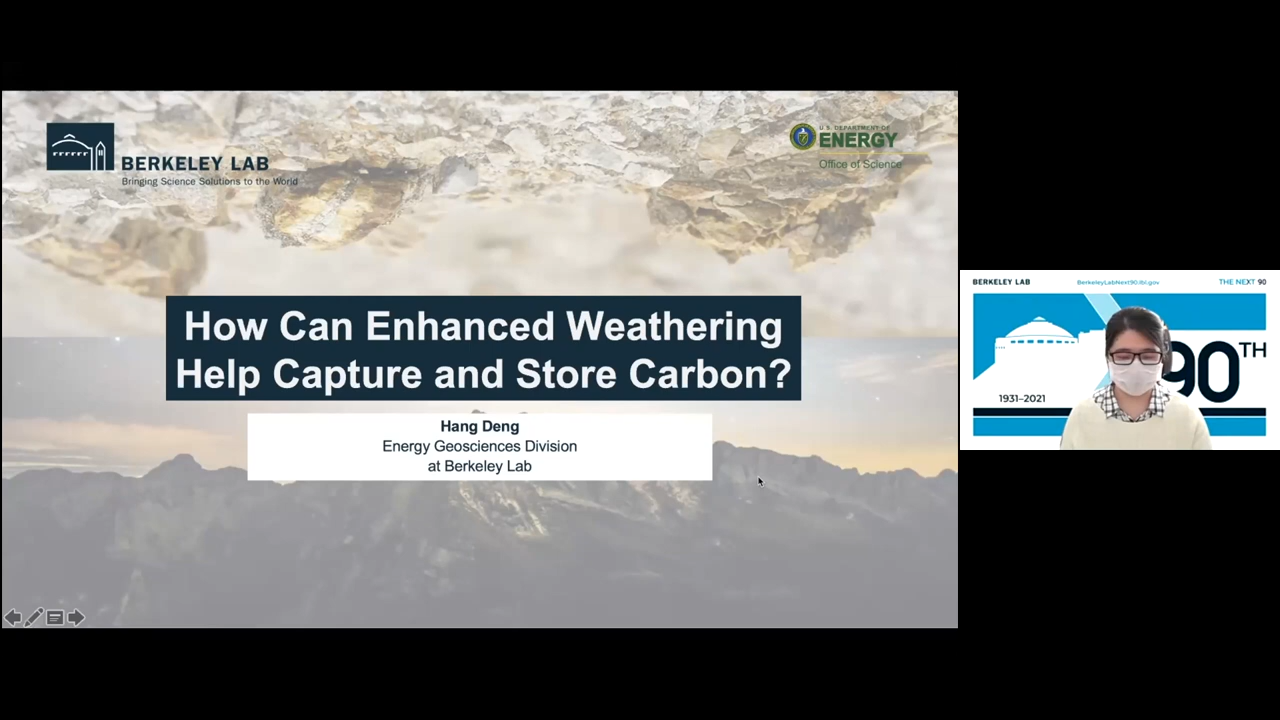 BERKELEY LAB
Bringing Science Solutions to the World
U.S. DEPARTMENT OF
ENERGY
Office of Science
How Can Enhanced Weathering
Help Capture and Store Carbon?
Hang Deng
Energy Geosciences Division
at Berkeley Lab
BERKELEY LAB
BerkeleyLabNext90.lbl.gov
THE NEXT 90
90TH
1931–2021